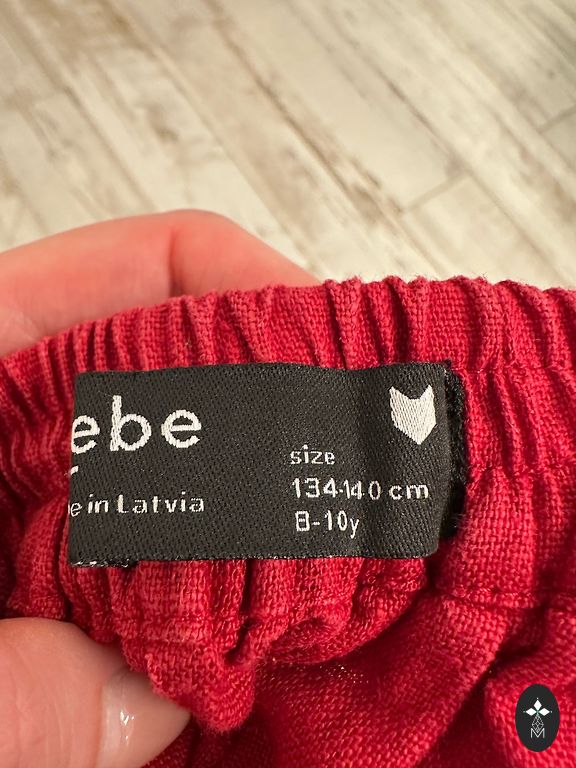 ebe
e in Latvia
size
134-140 cm
8-10y
M